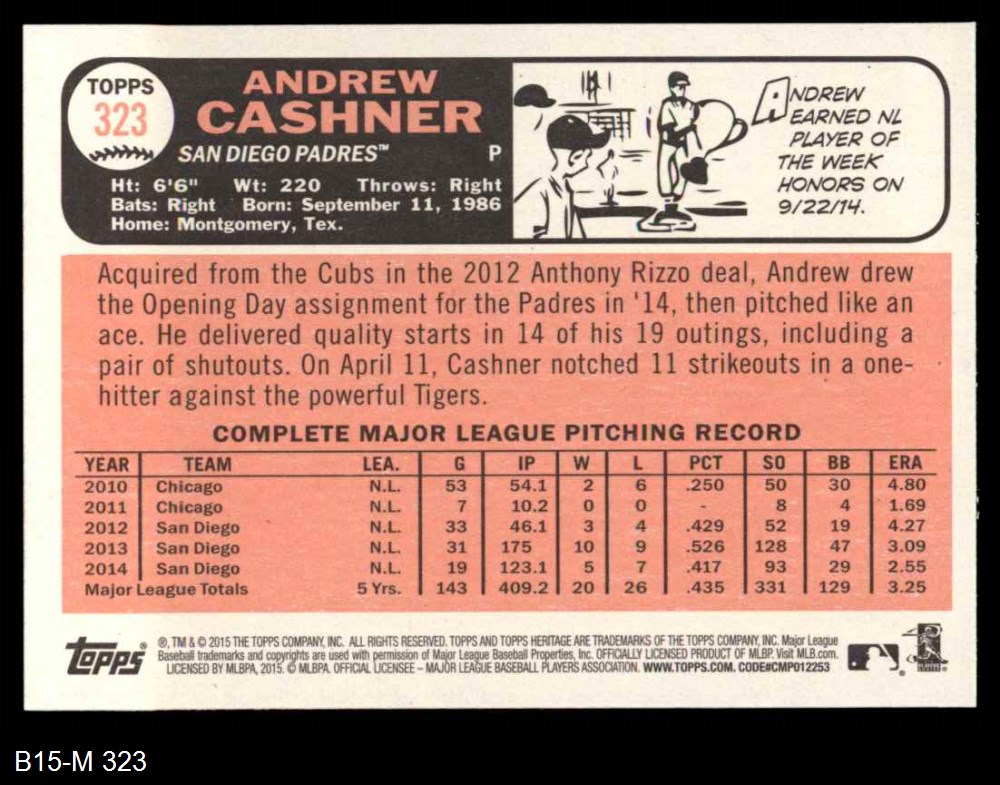 TOPPS
323
ANDREW
CASHNER
SAN DIEGO PADRES™ P
Ht: 6'6" Wt: 220 Throws: Right
Bats: Right Born: September 11, 1986
Home: Montgomery, Tex.
ANDREW
EARNED NL
PLAYER OF
THE WEEK
HONORS ON
9/22/14.
Acquired from the Cubs in the 2012 Anthony Rizzo deal, Andrew drew
the Opening Day assignment for the Padres in '14, then pitched like an
ace. He delivered quality starts in 14 of his 19 outings, including a
pair of shutouts. On April 11, Cashner notched 11 strikeouts in a one-
hitter against the powerful Tigers.
COMPLETE MAJOR LEAGUE PITCHING RECORD
YEAR TEAM LEA. G IP W L PCT SO BB ERA
2010 Chicago N.L. 53 54.1 2 6 .250 50 30 4.80
2011 Chicago N.L. 7 10.2 0 0 - 8 4 1.69
2012 San Diego N.L. 33 46.1 3 4 .429 52 19 4.27
2013 San Diego N.L. 31 175 10 9 .526 128 47 3.09
2014 San Diego N.L. 19 123.1 5 7 .417 93 29 2.55
Major League Totals 5 Yrs. 143 409.2 20 26 .435 331 129 3.25
Topps®
®, TM & © 2015 THE TOPPS COMPANY, INC. ALL RIGHTS RESERVED. TOPPS AND TOPPS HERITAGE ARE TRADEMARKS OF THE TOPPS COMPANY, INC. Major League
Baseball trademarks and copyrights are used with permission of Major League Baseball Properties, Inc. OFFICIALLY LICENSED PRODUCT OF MLBP. Visit MLB.com.
LICENSED BY MLBPA, 2015. © MLBPA. OFFICIAL LICENSEE – MAJOR LEAGUE BASEBALL PLAYERS ASSOCIATION. WWW.TOPPS.COM. CODE#CMP012253
B15-M 323